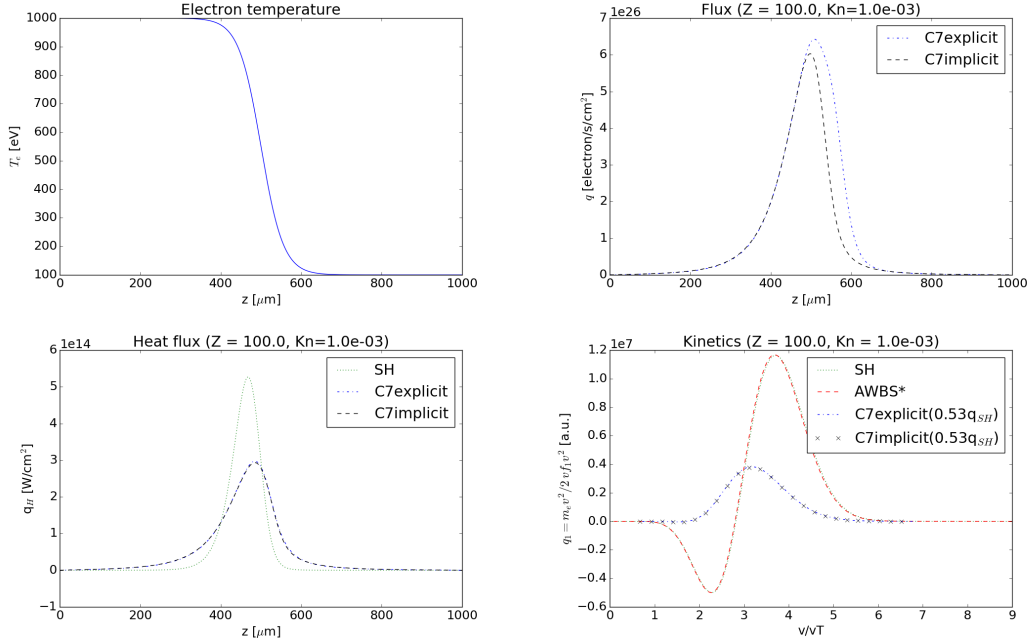 Electron temperature
1000
900
800
700
600
500
400
300
200
100
0 200 400 600 800 1000
T_e [eV]
z [μm]
Flux (Z = 100.0, Kn=1.0e-03)
1e26
7
6
5
4
3
2
1
0
0 200 400 600 800 1000
q [electron/s/cm²]
z [μm]
C7explicit
C7implicit
Heat flux (Z = 100.0, Kn=1.0e-03)
1e14
6
5
4
3
2
1
0
−1
0 200 400 600 800 1000
q_H [W/cm²]
z [μm]
SH
C7explicit
C7implicit
Kinetics (Z = 100.0, Kn = 1.0e-03)
1e7
1.2
1.0
0.8
0.6
0.4
0.2
0.0
−0.2
−0.4
−0.6
0 1 2 3 4 5 6 7 8 9
q₁ = m_e v²/2 v f₁ v² [a.u.]
v/vT
SH
AWBS*
C7explicit(0.53q_SH)
C7implicit(0.53q_SH)